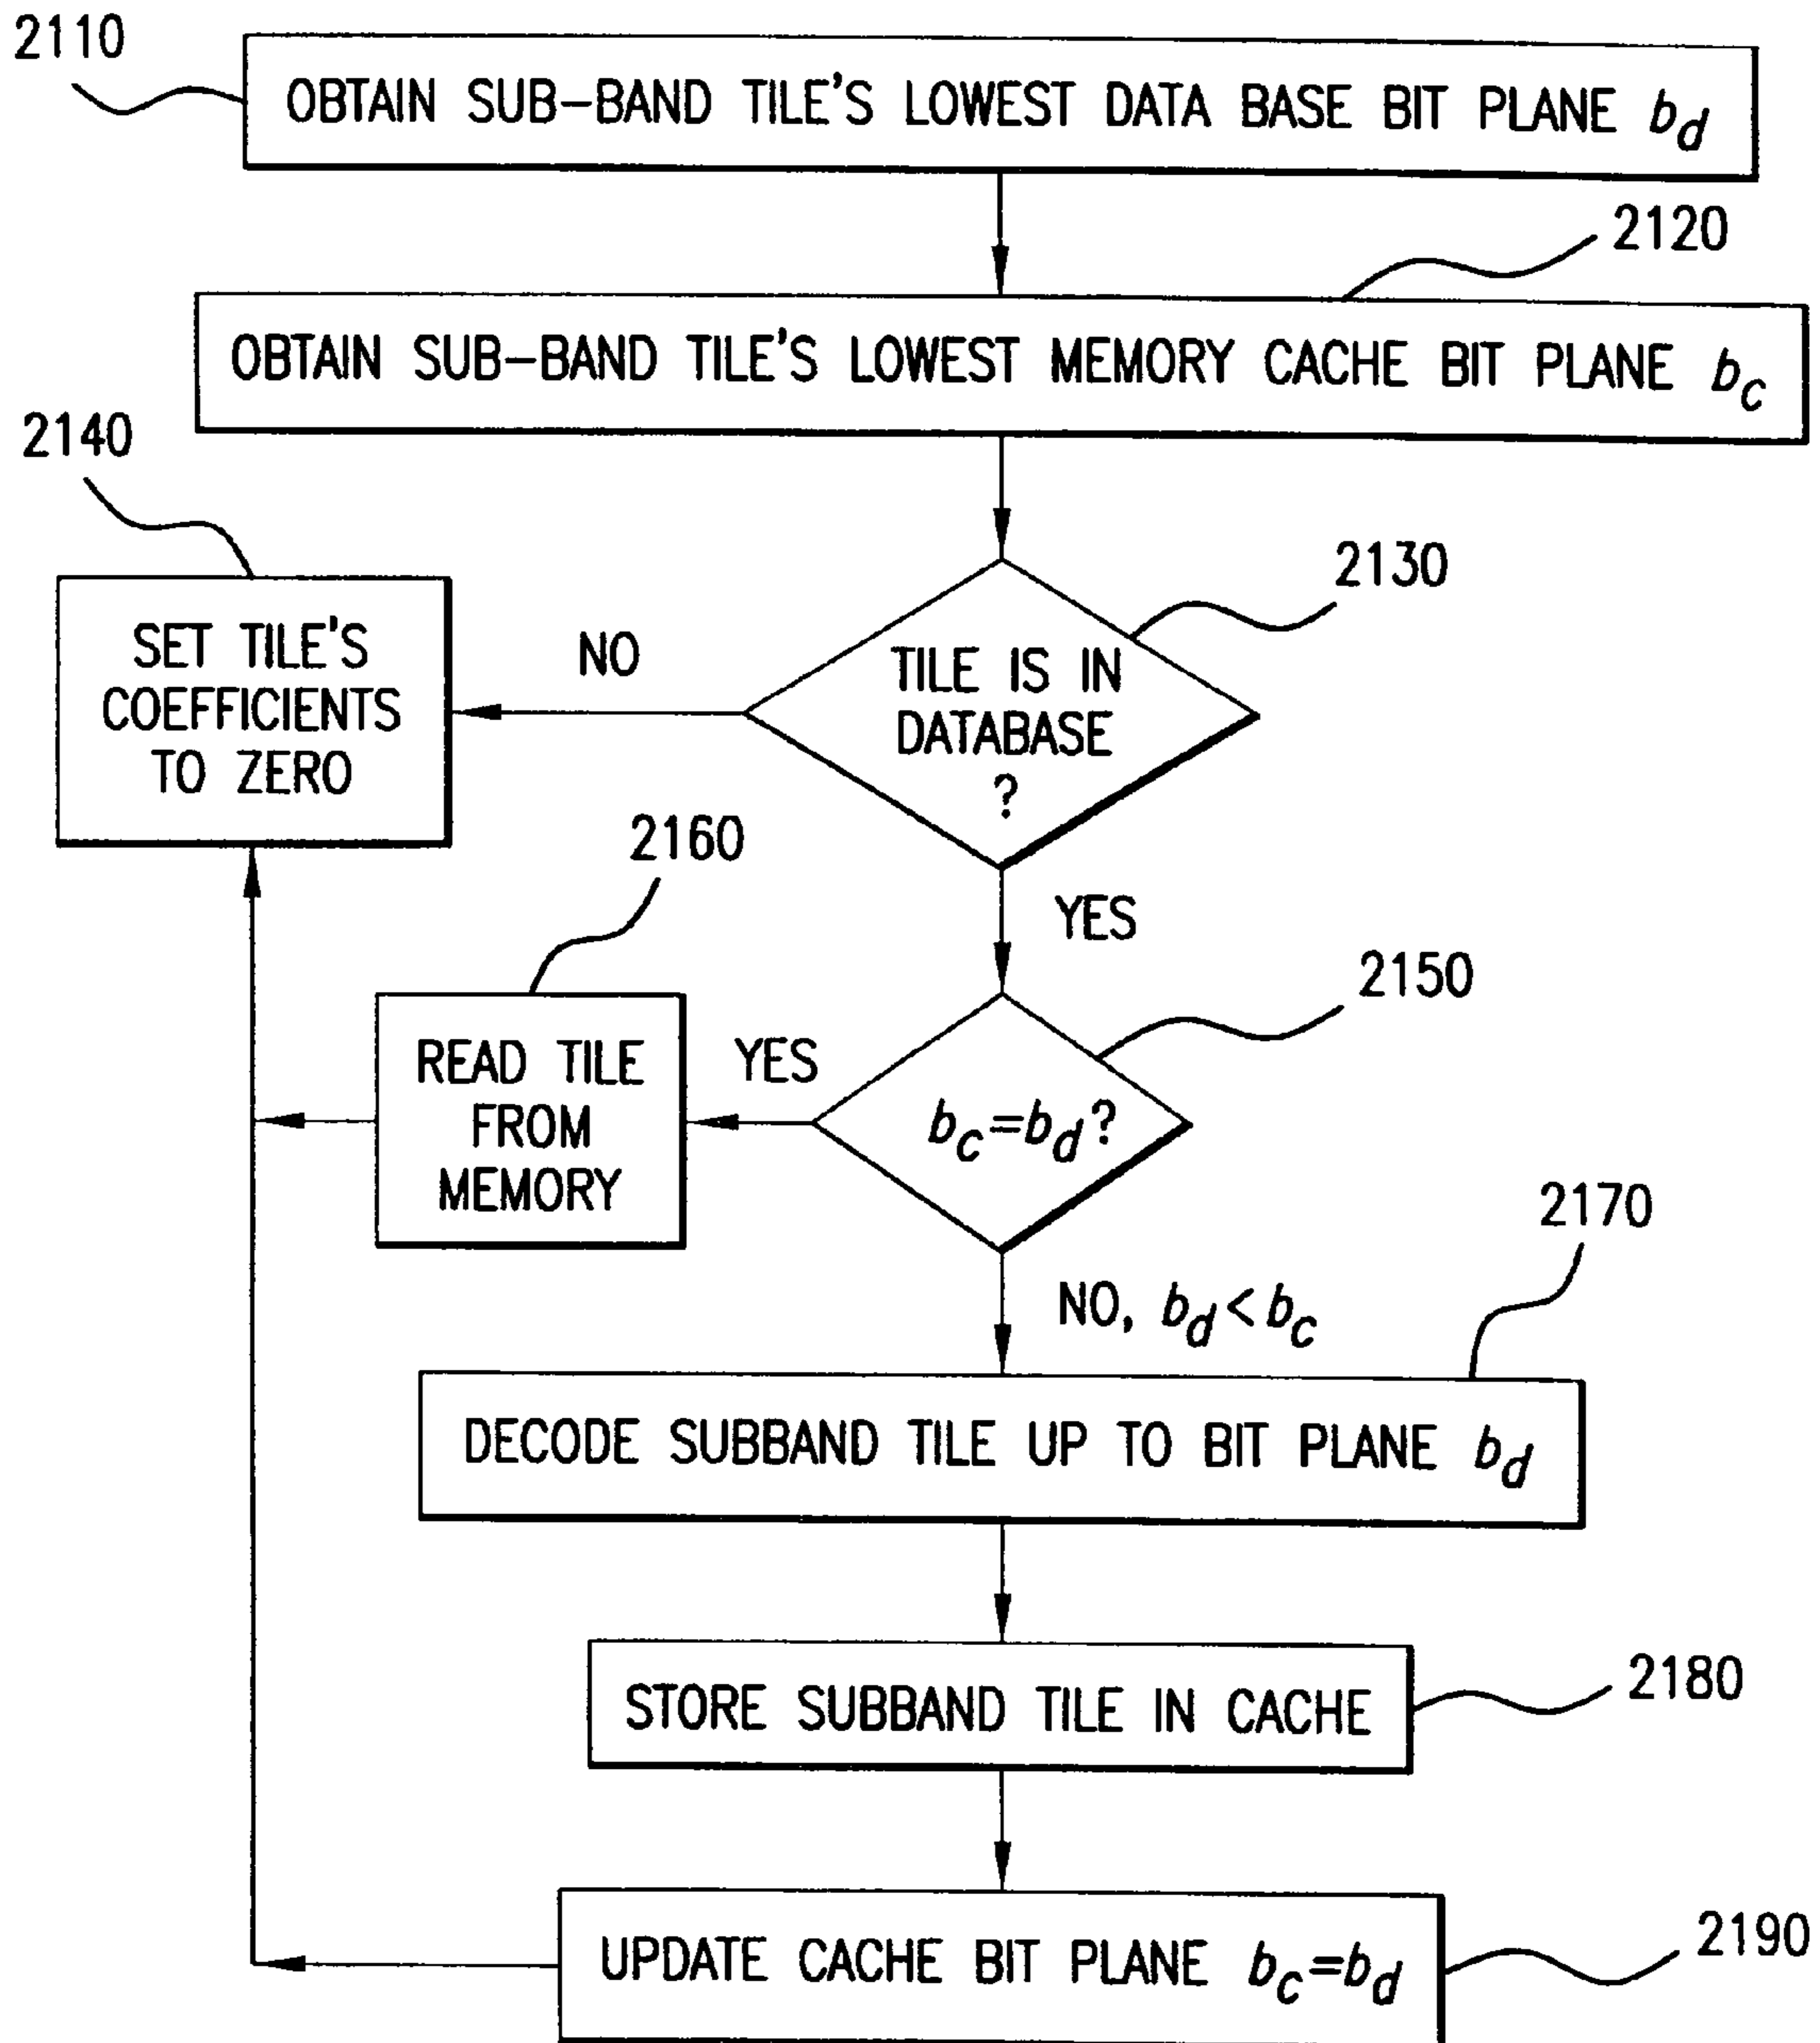 2110
OBTAIN SUB-BAND TILE'S LOWEST DATA BASE BIT PLANE b_d
2120
OBTAIN SUB-BAND TILE'S LOWEST MEMORY CACHE BIT PLANE b_c
2140
2130
SET TILE'S
COEFFICIENTS
TO ZERO
NO
TILE IS IN
DATABASE
?
2160
YES
2150
READ TILE
FROM
MEMORY
YES
b_c=b_d?
2170
NO, b_d<b_c
DECODE SUBBAND TILE UP TO BIT PLANE b_d
2180
STORE SUBBAND TILE IN CACHE
2190
UPDATE CACHE BIT PLANE b_c=b_d